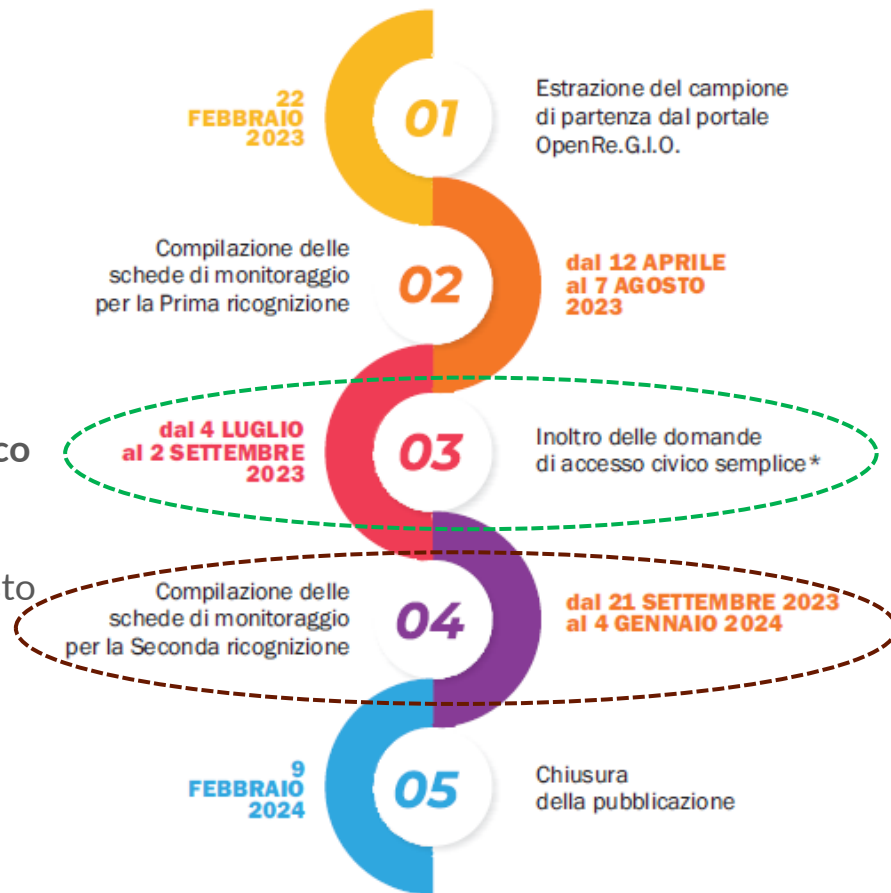 22
FEBBRAIO
2023
01
Estrazione del campione
di partenza dal portale
OpenRe.G.I.O.
Compilazione delle
schede di monitoraggio
per la Prima ricognizione
02
dal 12 APRILE
al 7 AGOSTO
2023
co
dal 4 LUGLIO
al 2 SETTEMBRE
2023
03
Inoltro delle domande
di accesso civico semplice*
to
Compilazione delle
schede di monitoraggio
per la Seconda ricognizione
04
dal 21 SETTEMBRE 2023
al 4 GENNAIO 2024
9
FEBBRAIO
2024
05
Chiusura
della pubblicazione